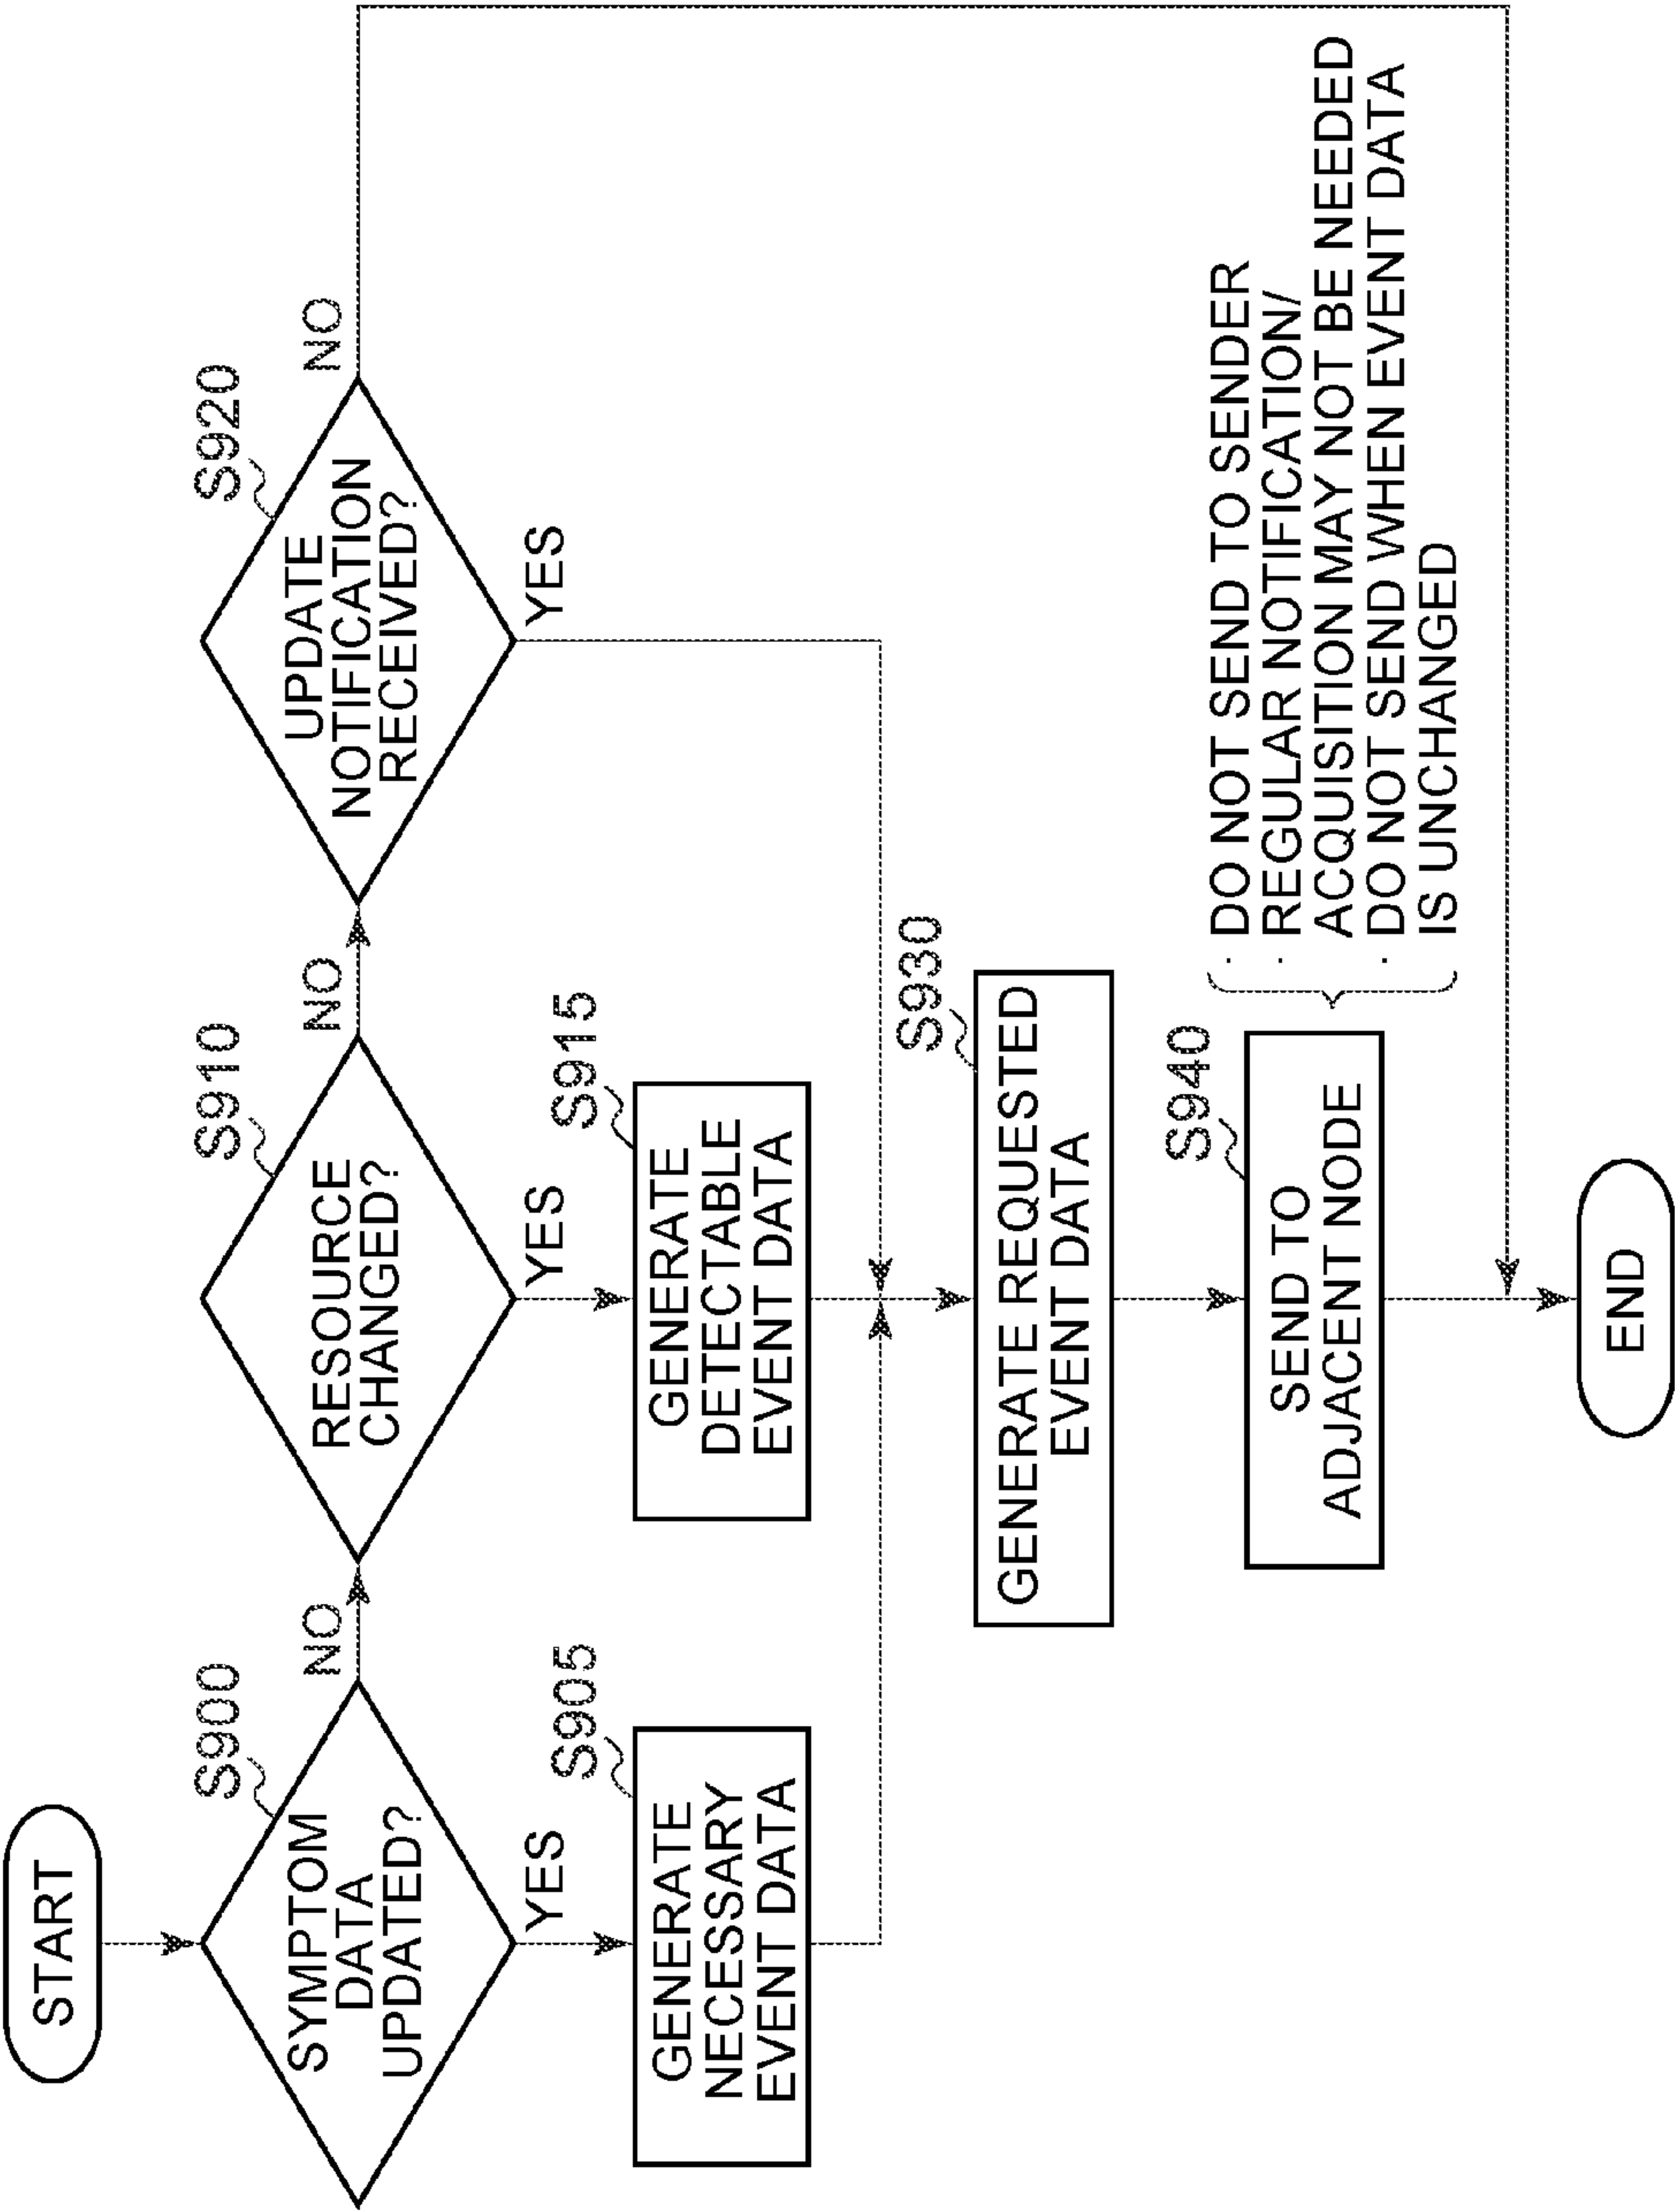 START
S900
SYMPTOM
DATA
UPDATED?
NO
YES
S905
GENERATE
NECESSARY
EVENT DATA
S910
RESOURCE
CHANGED?
NO
YES
S915
GENERATE
DETECTABLE
EVENT DATA
S920
UPDATE
NOTIFICATION
RECEIVED?
NO
YES
S930
GENERATE REQUESTED
EVENT DATA
S940
SEND TO
ADJACENT NODE
· DO NOT SEND TO SENDER
· REGULAR NOTIFICATION/
ACQUISITION MAY NOT BE NEEDED
· DO NOT SEND WHEN EVENT DATA
IS UNCHANGED
END